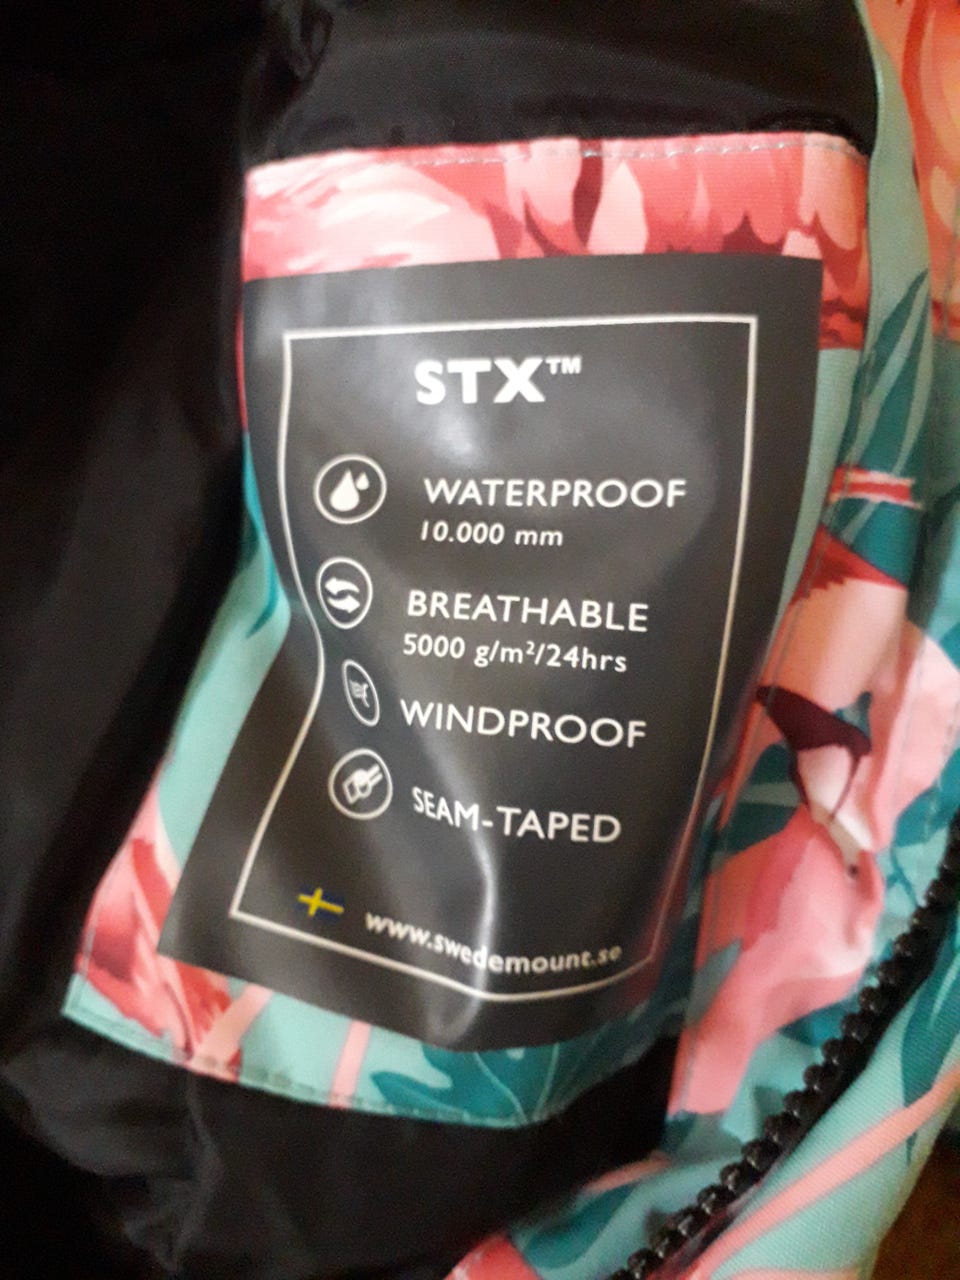 STX™
WATERPROOF
10.000 mm
BREATHABLE
5000 g/m²/24hrs
WINDPROOF
SEAM-TAPED
www.swedemount.se